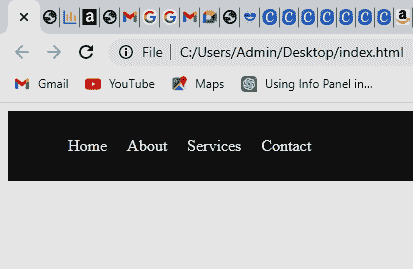 File C:/Users/Admin/Desktop/index.html
Gmail YouTube Maps Using Info Panel in...
Home About Services Contact